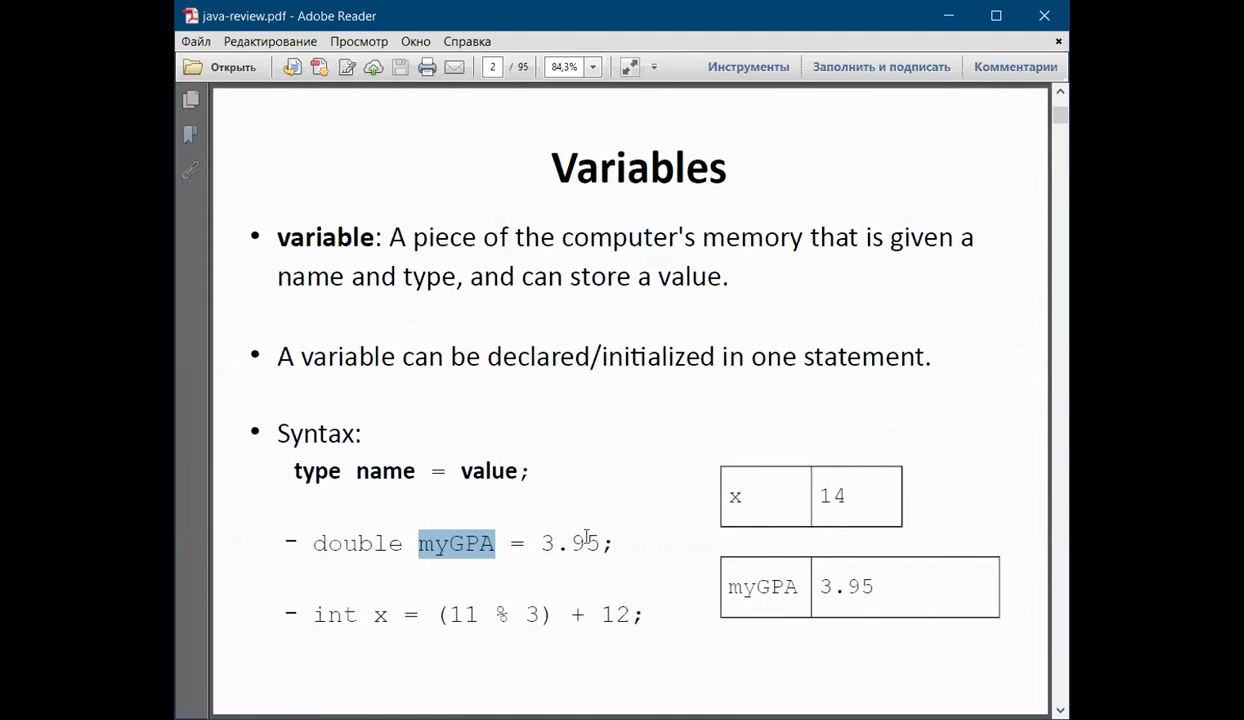 java-review.pdf - Adobe Reader
Файл Редактирование Просмотр Окно Справка
Открыть 2 / 95 84,3% Инструменты Заполнить и подписать Комментарии
Variables
• variable: A piece of the computer's memory that is given a
name and type, and can store a value.
• A variable can be declared/initialized in one statement.
• Syntax:
type name = value;
x 14
– double myGPA = 3.95;
myGPA 3.95
– int x = (11 % 3) + 12;